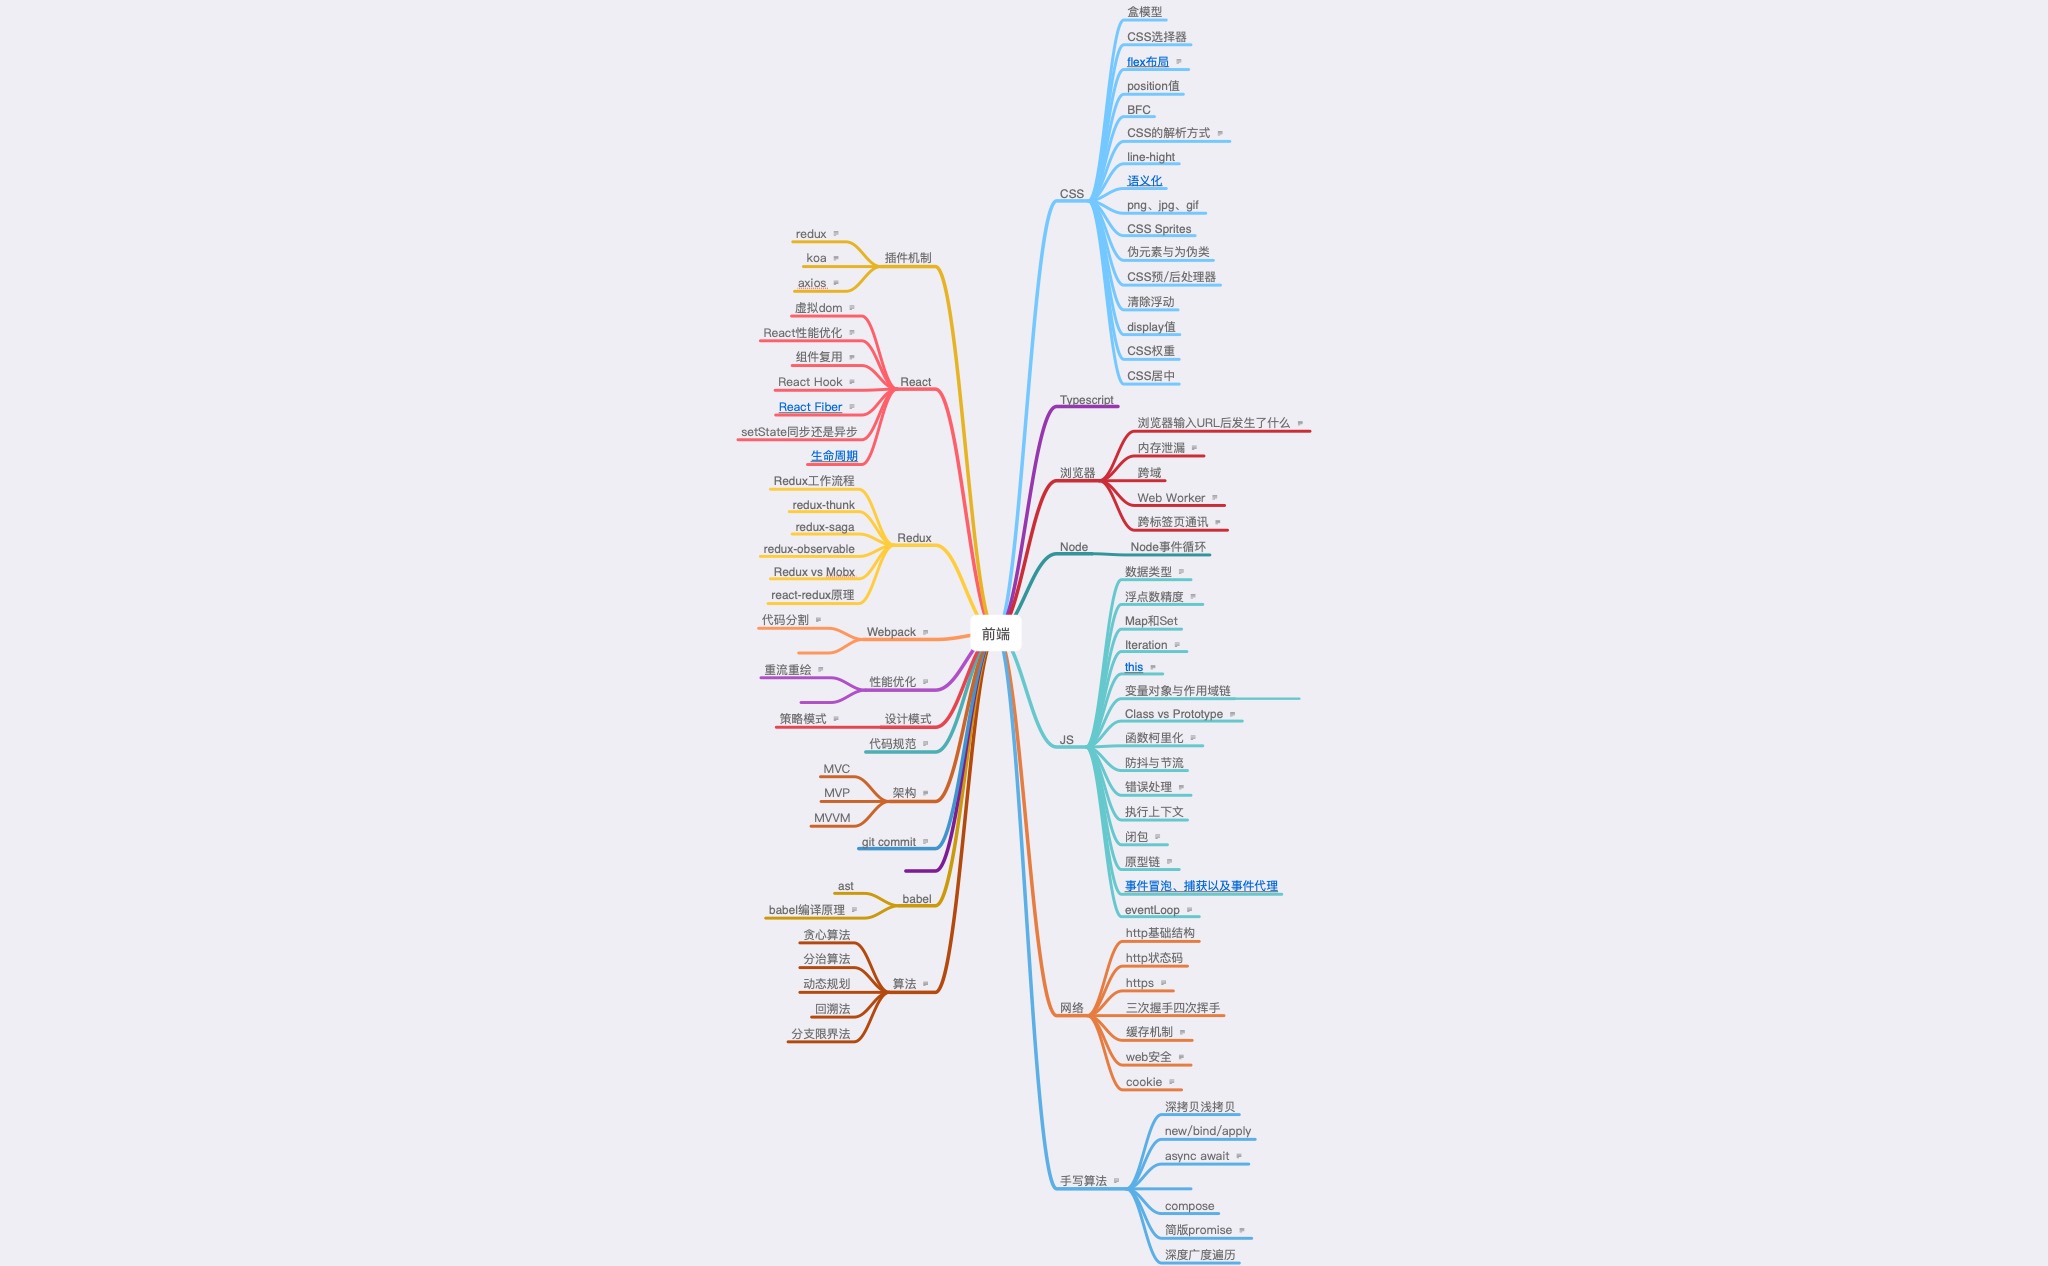 前端
CSS
盒模型
CSS选择器
flex布局
position值
BFC
CSS的解析方式
line-hight
语义化
png、jpg、gif
CSS Sprites
伪元素与为伪类
CSS预/后处理器
清除浮动
display值
CSS权重
CSS居中
Typescript
浏览器
浏览器输入URL后发生了什么
内存泄漏
跨域
Web Worker
跨标签页通讯
Node
Node事件循环
JS
数据类型
浮点数精度
Map和Set
Iteration
this
变量对象与作用域链
Class vs Prototype
函数柯里化
防抖与节流
错误处理
执行上下文
闭包
原型链
事件冒泡、捕获以及事件代理
eventLoop
网络
http基础结构
http状态码
https
三次握手四次挥手
缓存机制
web安全
cookie
手写算法
深拷贝浅拷贝
new/bind/apply
async await
compose
简版promise
深度广度遍历
插件机制
redux
koa
axios
React
虚拟dom
React性能优化
组件复用
React Hook
React Fiber
setState同步还是异步
生命周期
Redux
Redux工作流程
redux-thunk
redux-saga
redux-observable
Redux vs Mobx
react-redux原理
Webpack
代码分割
性能优化
重流重绘
设计模式
策略模式
代码规范
架构
MVC
MVP
MVVM
git commit
babel
ast
babel编译原理
算法
贪心算法
分治算法
动态规划
回溯法
分支限界法